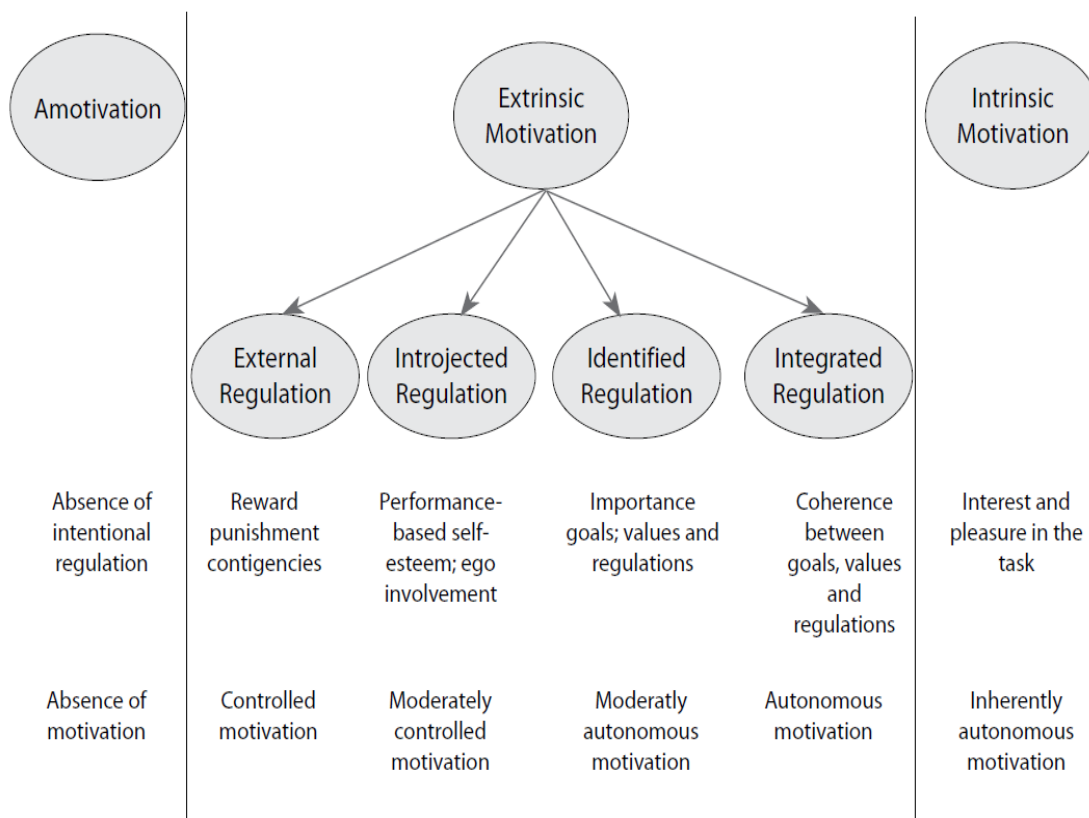 Amotivation
Extrinsic
Motivation
Intrinsic
Motivation
External
Regulation
Introjected
Regulation
Identified
Regulation
Integrated
Regulation
Absence of
intentional
regulation
Reward
punishment
contigencies
Performance-
based self-
esteem; ego
involvement
Importance
goals; values and
regulations
Coherence
between
goals, values
and
regulations
Interest and
pleasure in the
task
Absence of
motivation
Controlled
motivation
Moderately
controlled
motivation
Moderatly
autonomous
motivation
Autonomous
motivation
Inherently
autonomous
motivation